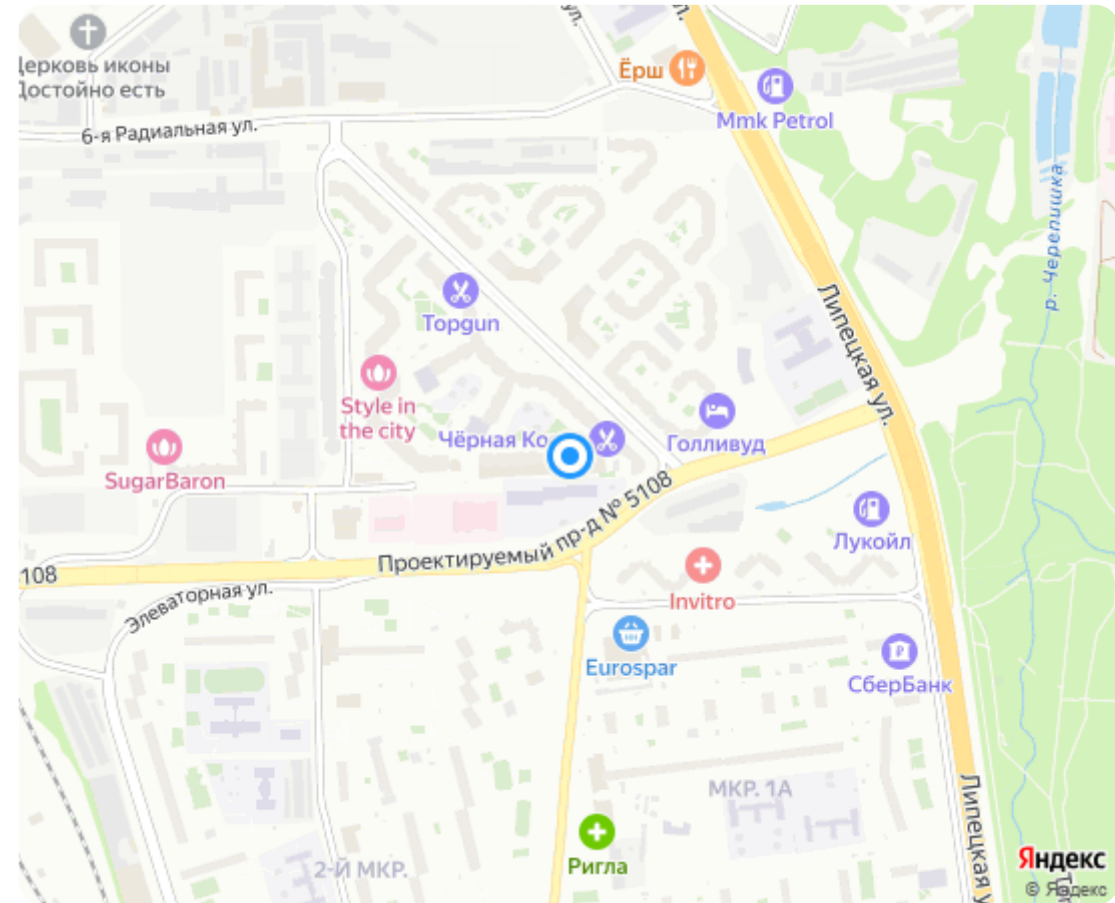 Церковь иконы
Достойно есть
6-я Радиальная ул.
Ёрш
Mmk Petrol
р. Черепишка
Topgun
Липецкая ул.
Style in
the city
Чёрная Ко
Голливуд
SugarBaron
Проектируемый пр-д № 5108
Лукойл
108
Элеваторная ул.
Invitro
Eurospar
СберБанк
МКР. 1А
Липецкая у
Ригла
2-Й МКР.
Яндекс
© Яндекс